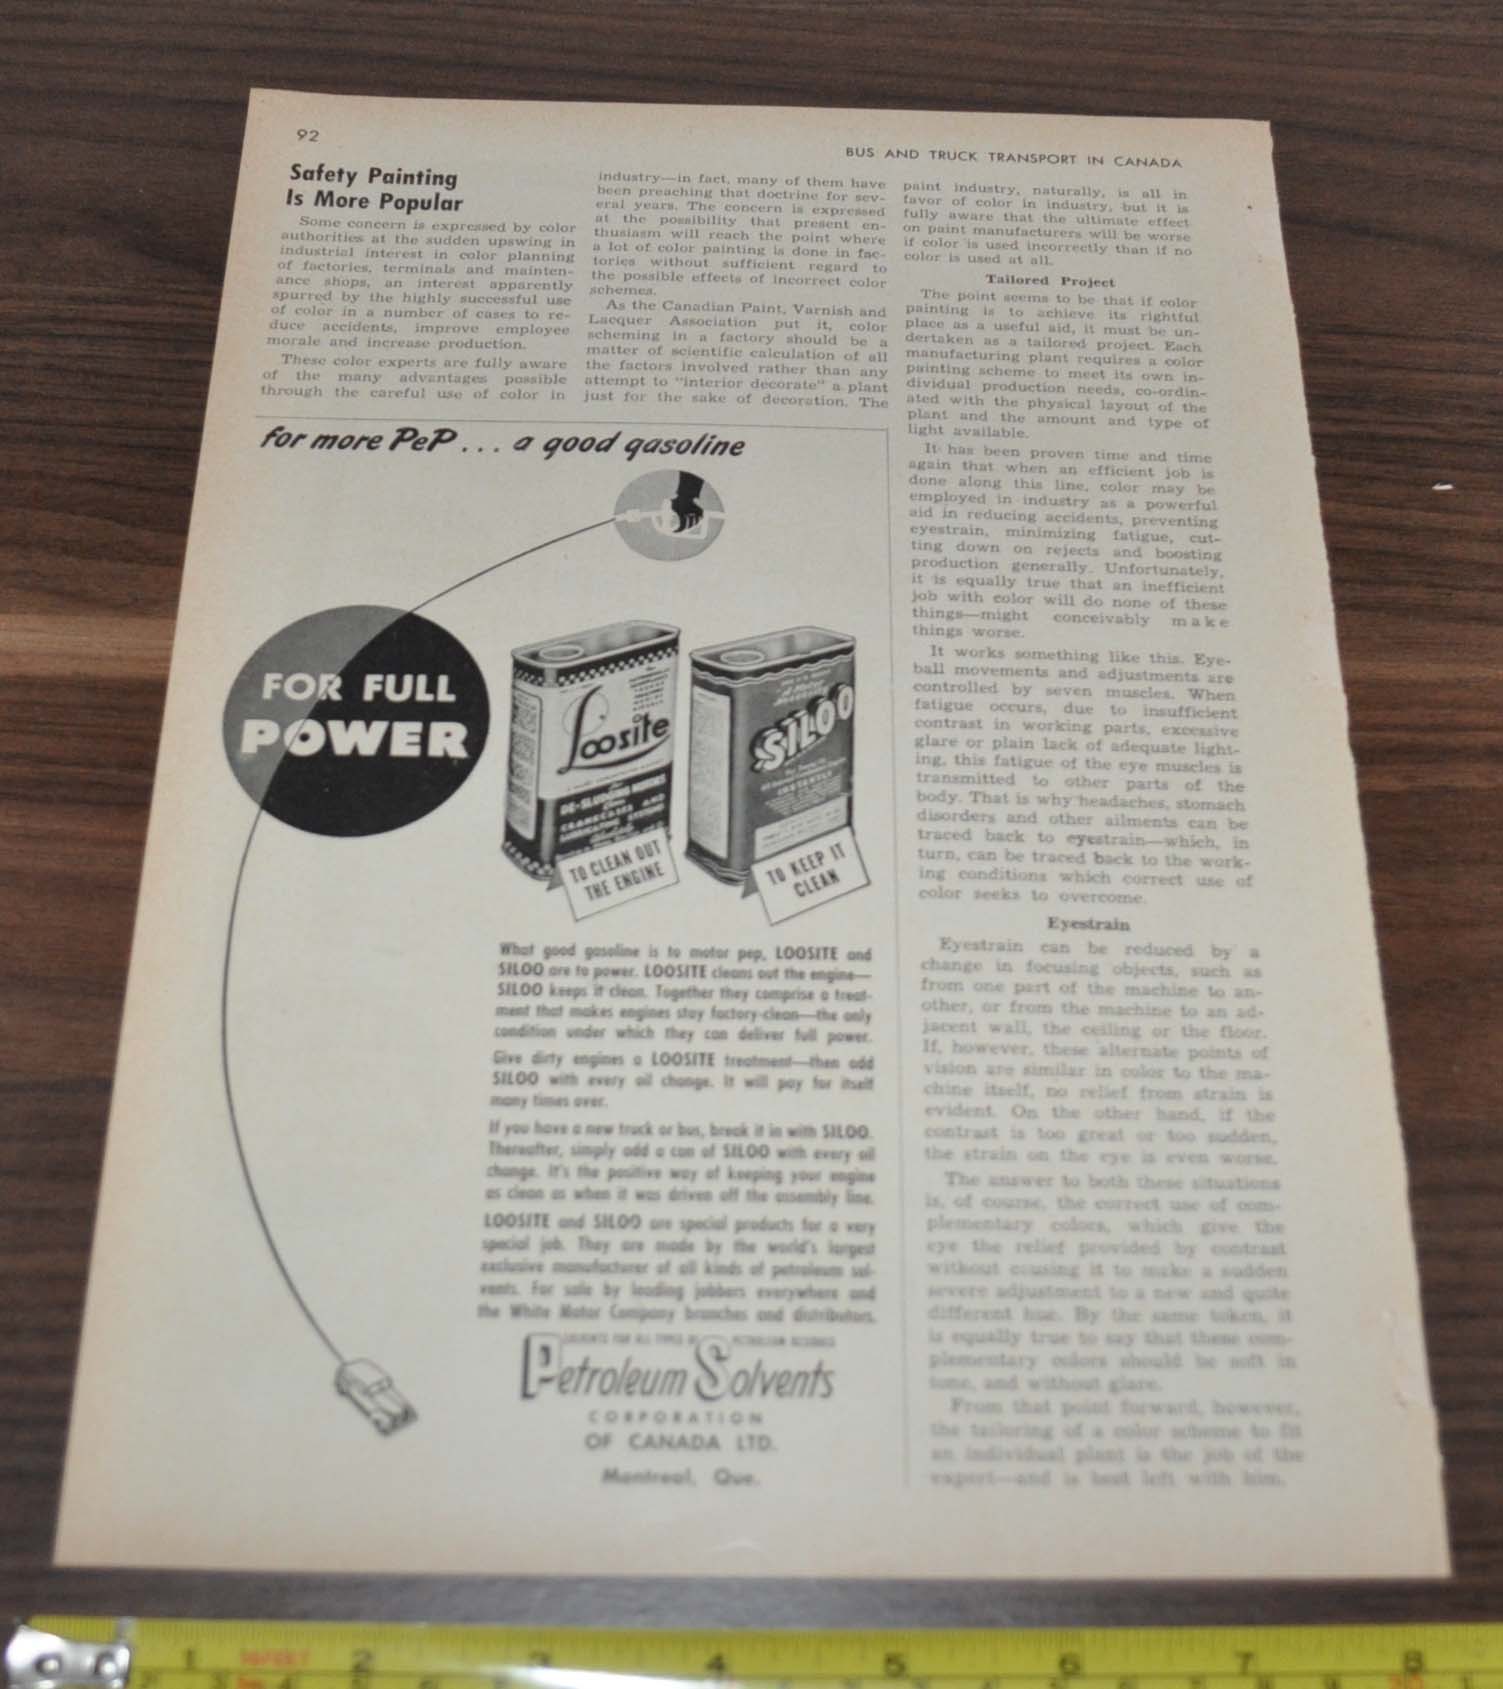 92
BUS AND TRUCK TRANSPORT IN CANADA
Safety Painting
Is More Popular
Some concern is expressed by color
authorities at the sudden upswing in
industrial interest in color planning
of factories, terminals and mainten-
ance shops, an interest apparently
spurred by the highly successful use
of color in a number of cases to re-
duce accidents, improve employee
morale and increase production.
These color experts are fully aware
of the many advantages possible
through the careful use of color in
industry—in fact, many of them have
been preaching that doctrine for sev-
eral years. The concern is expressed
at the possibility that present en-
thusiasm will reach the point where
a lot of color painting is done in fac-
tories without sufficient regard to
the possible effects of incorrect color
schemes.
As the Canadian Paint, Varnish and
Lacquer Association put it, color
scheming in a factory should be a
matter of scientific calculation of all
the factors involved rather than any
attempt to "interior decorate" a plant
just for the sake of decoration. The
paint industry, naturally, is all in
favor of color in industry, but it is
fully aware that the ultimate effect
on paint manufacturers will be worse
if color is used incorrectly than if no
color is used at all.
Tailored Project
The point seems to be that if color
painting is to achieve its rightful
place as a useful aid, it must be un-
dertaken as a tailored project. Each
manufacturing plant requires a color
painting scheme to meet its own in-
dividual production needs, co-ordin-
ated with the physical layout of the
plant and the amount and type of
light available.
It has been proven time and time
again that when an efficient job is
done along this line, color may be
employed in industry as a powerful
aid in reducing accidents, preventing
eyestrain, minimizing fatigue, cut-
ting down on rejects and boosting
production generally. Unfortunately,
it is equally true that an inefficient
job with color will do none of these
things—might conceivably make
things worse.
It works something like this. Eye-
ball movements and adjustments are
controlled by seven muscles. When
fatigue occurs, due to insufficient
contrast in working parts, excessive
glare or plain lack of adequate light-
ing, this fatigue of the eye muscles is
transmitted to other parts of the
body. That is why headaches, stomach
disorders and other ailments can be
traced back to eyestrain—which, in
turn, can be traced back to the work-
ing conditions which correct use of
color seeks to overcome.
Eyestrain
Eyestrain can be reduced by a
change in focusing objects, such as
from one part of the machine to an-
other, or from the machine to an ad-
jacent wall, the ceiling or the floor.
If, however, these alternate points of
vision are similar in color to the ma-
chine itself, no relief from strain is
evident. On the other hand, if the
contrast is too great or too sudden,
the strain on the eye is even worse.
The answer to both these situations
is, of course, the correct use of com-
plementary colors, which give the
eye the relief provided by contrast
without causing it to make a sudden
severe adjustment to a new and quite
different hue. By the same token, it
is equally true to say that these com-
plementary colors should be soft in
tone, and without glare.
From that point forward, however,
the tailoring of a color scheme to fit
an individual plant is the job of the
expert—and is best left with him.
for more PeP ... a good gasoline
FOR FULL
POWER
Loosite
DE-SLUDGING MOTORS
CRANKCASES AND
LUBRICATING SYSTEMS
TO CLEAN OUT
THE ENGINE
SILOO
INSTANTLY
TO KEEP IT
CLEAN
What good gasoline is to motor pep, LOOSITE and
SILOO are to power. LOOSITE cleans out the engine—
SILOO keeps it clean. Together they comprise a treat-
ment that makes engines stay factory-clean—the only
condition under which they can deliver full power.
Give dirty engines a LOOSITE treatment—then add
SILOO with every oil change. It will pay for itself
many times over.
If you have a new truck or bus, break it in with SILOO.
Thereafter, simply add a can of SILOO with every oil
change. It's the positive way of keeping your engine
as clean as when it was driven off the assembly line.
LOOSITE and SILOO are special products for a very
special job. They are made by the world's largest
exclusive manufacturer of all kinds of petroleum sol-
vents. For sale by leading jobbers everywhere and
the White Motor Company branches and distributors.
SOLVENTS FOR ALL TYPES OF PETROLEUM RESIDUES
Petroleum Solvents
CORPORATION
OF CANADA LTD.
Montreal, Que.
1 2 3 4 5 6 7 8